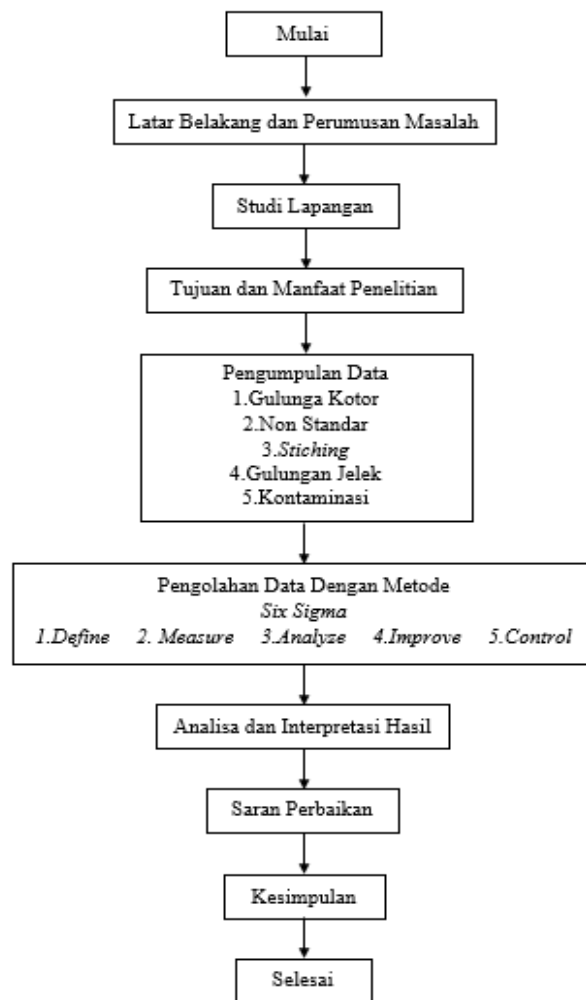 Mulai
Latar Belakang dan Perumusan Masalah
Studi Lapangan
Tujuan dan Manfaat Penelitian
Pengumpulan Data
1.Gulunga Kotor
2.Non Standar
3.Stiching
4.Gulungan Jelek
5.Kontaminasi
Pengolahan Data Dengan Metode
Six Sigma
1.Define 2. Measure 3.Analyze 4.Improve 5.Control
Analisa dan Interpretasi Hasil
Saran Perbaikan
Kesimpulan
Selesai